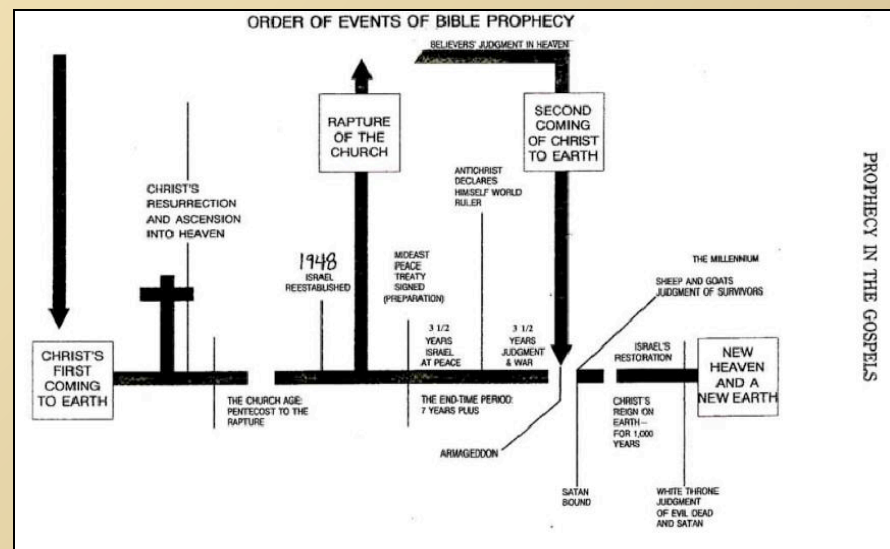 ORDER OF EVENTS OF BIBLE PROPHECY
BELIEVERS' JUDGMENT IN HEAVEN
RAPTURE
OF THE
CHURCH
SECOND
COMING
OF CHRIST
TO EARTH
CHRIST'S
RESURRECTION
AND ASCENSION
INTO HEAVEN
ANTICHRIST
DECLARES
HIMSELF WORLD
RULER
1948
ISRAEL
REESTABLISHED
MIDEAST
PEACE
TREATY
SIGNED
(PREPARATION)
THE MILLENNIUM
SHEEP AND GOATS
JUDGMENT OF SURVIVORS
3 1/2
YEARS
ISRAEL
AT PEACE
3 1/2
YEARS
JUDGMENT
& WAR
ISRAEL'S
RESTORATION
CHRIST'S
FIRST
COMING
TO EARTH
NEW
HEAVEN
AND A
NEW EARTH
THE CHURCH AGE:
PENTECOST TO THE
RAPTURE
THE END-TIME PERIOD:
7 YEARS PLUS
CHRIST'S
REIGN ON
EARTH—
FOR 1,000
YEARS
ARMAGEDDON
SATAN
BOUND
WHITE THRONE
JUDGMENT
OF EVIL DEAD
AND SATAN
PROPHECY IN THE GOSPELS